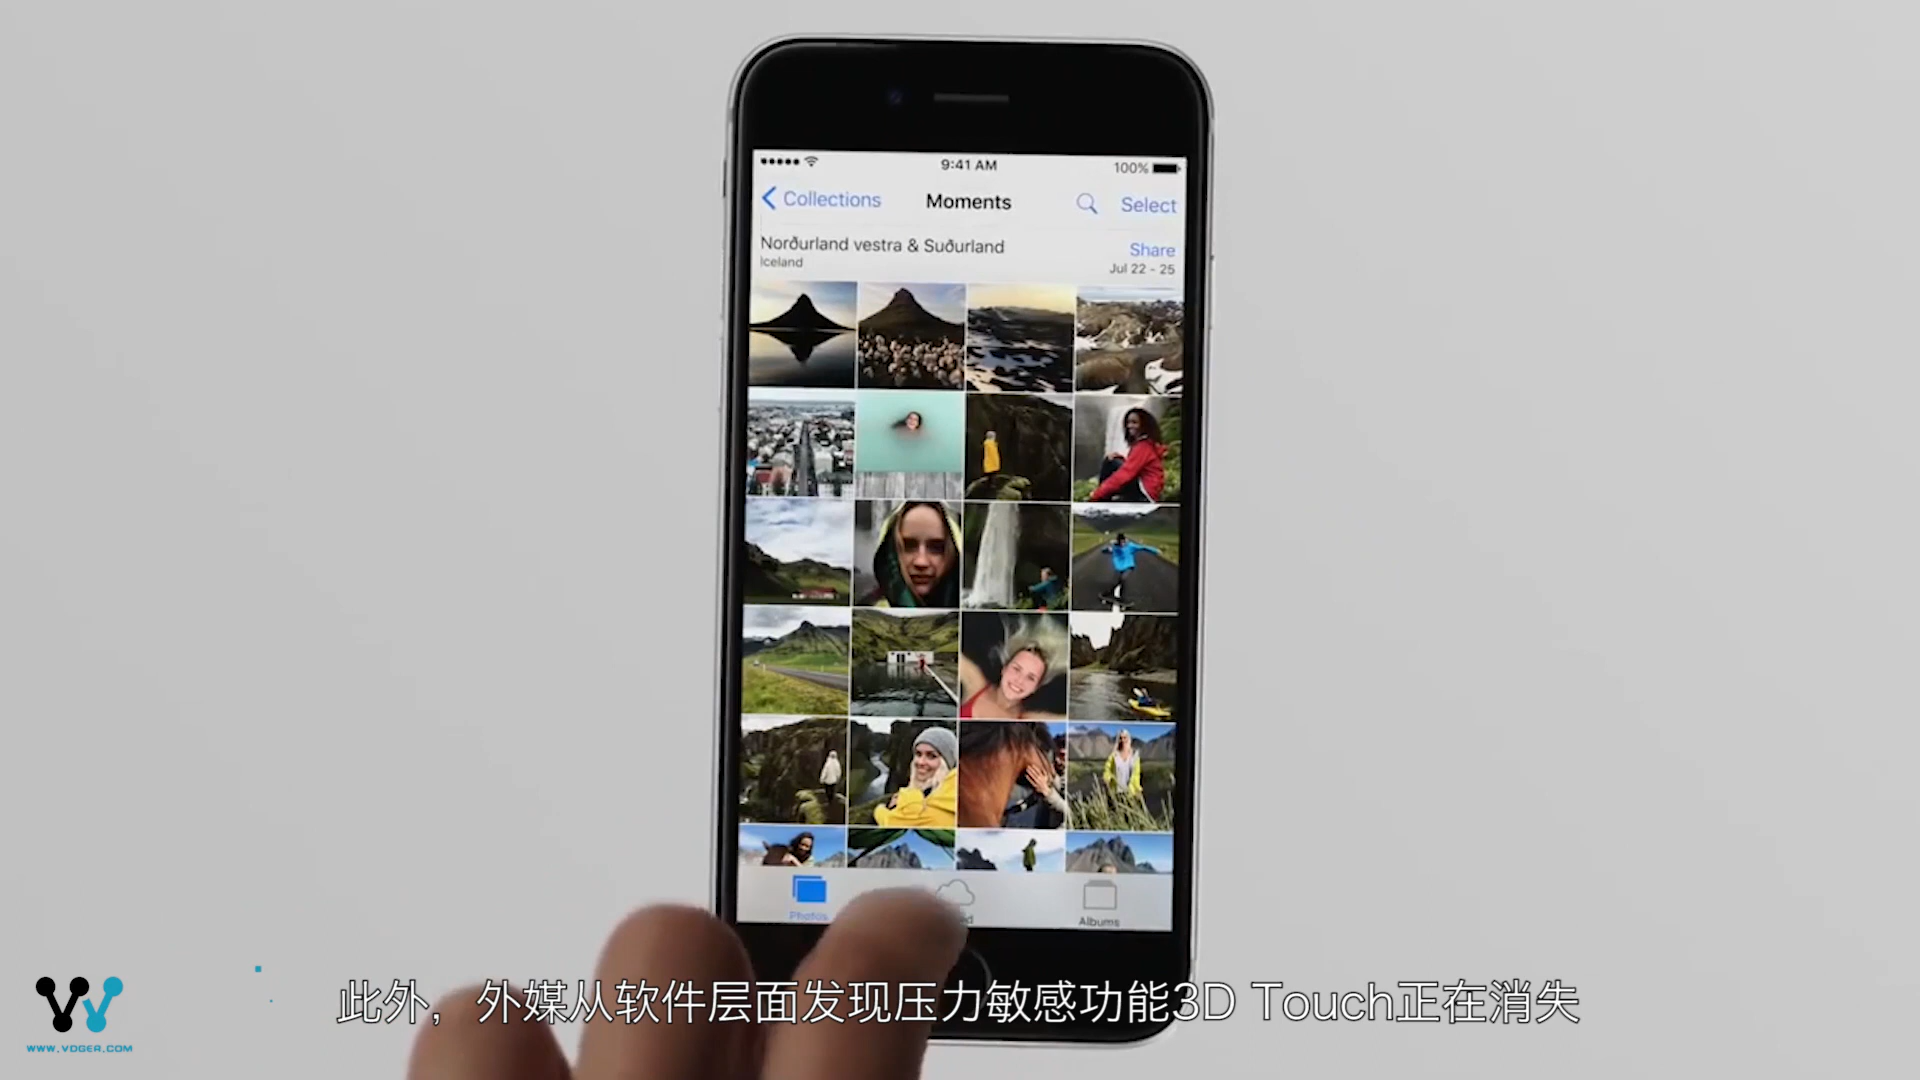 9:41 AM
100%
Collections
Moments
Select
Norðurland vestra & Suðurland
Share
Iceland
Jul 22 - 25
Photos
Albums
此外，外媒从软件层面发现压力敏感功能3D Touch正在消失
WWW.VDGER.COM